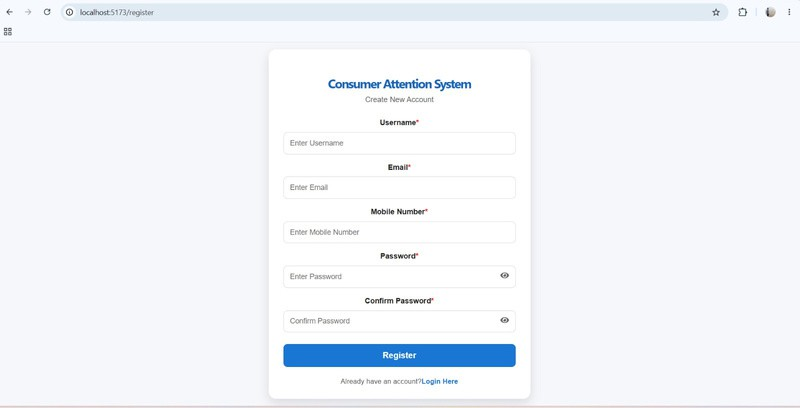 localhost:5173/register
Consumer Attention System
Create New Account
Username*
Enter Username
Email*
Enter Email
Mobile Number*
Enter Mobile Number
Password*
Enter Password
Confirm Password*
Confirm Password
Register
Already have an account?Login Here